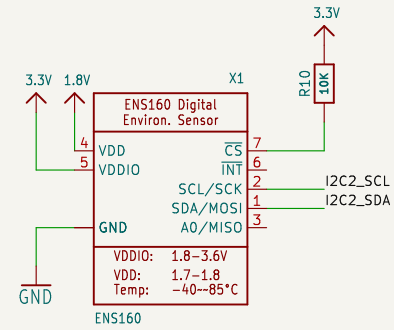 3.3V
3.3V
1.8V
X1
R10
10K
ENS160 Digital
Environ. Sensor
4
VDD
5
VDDIO
GND
CS
7
INT
6
SCL/SCK
2
I2C2_SCL
SDA/MOSI
1
I2C2_SDA
A0/MISO
3
VDDIO: 1.8-3.6V
VDD: 1.7-1.8
Temp: -40~85°C
GND
ENS160